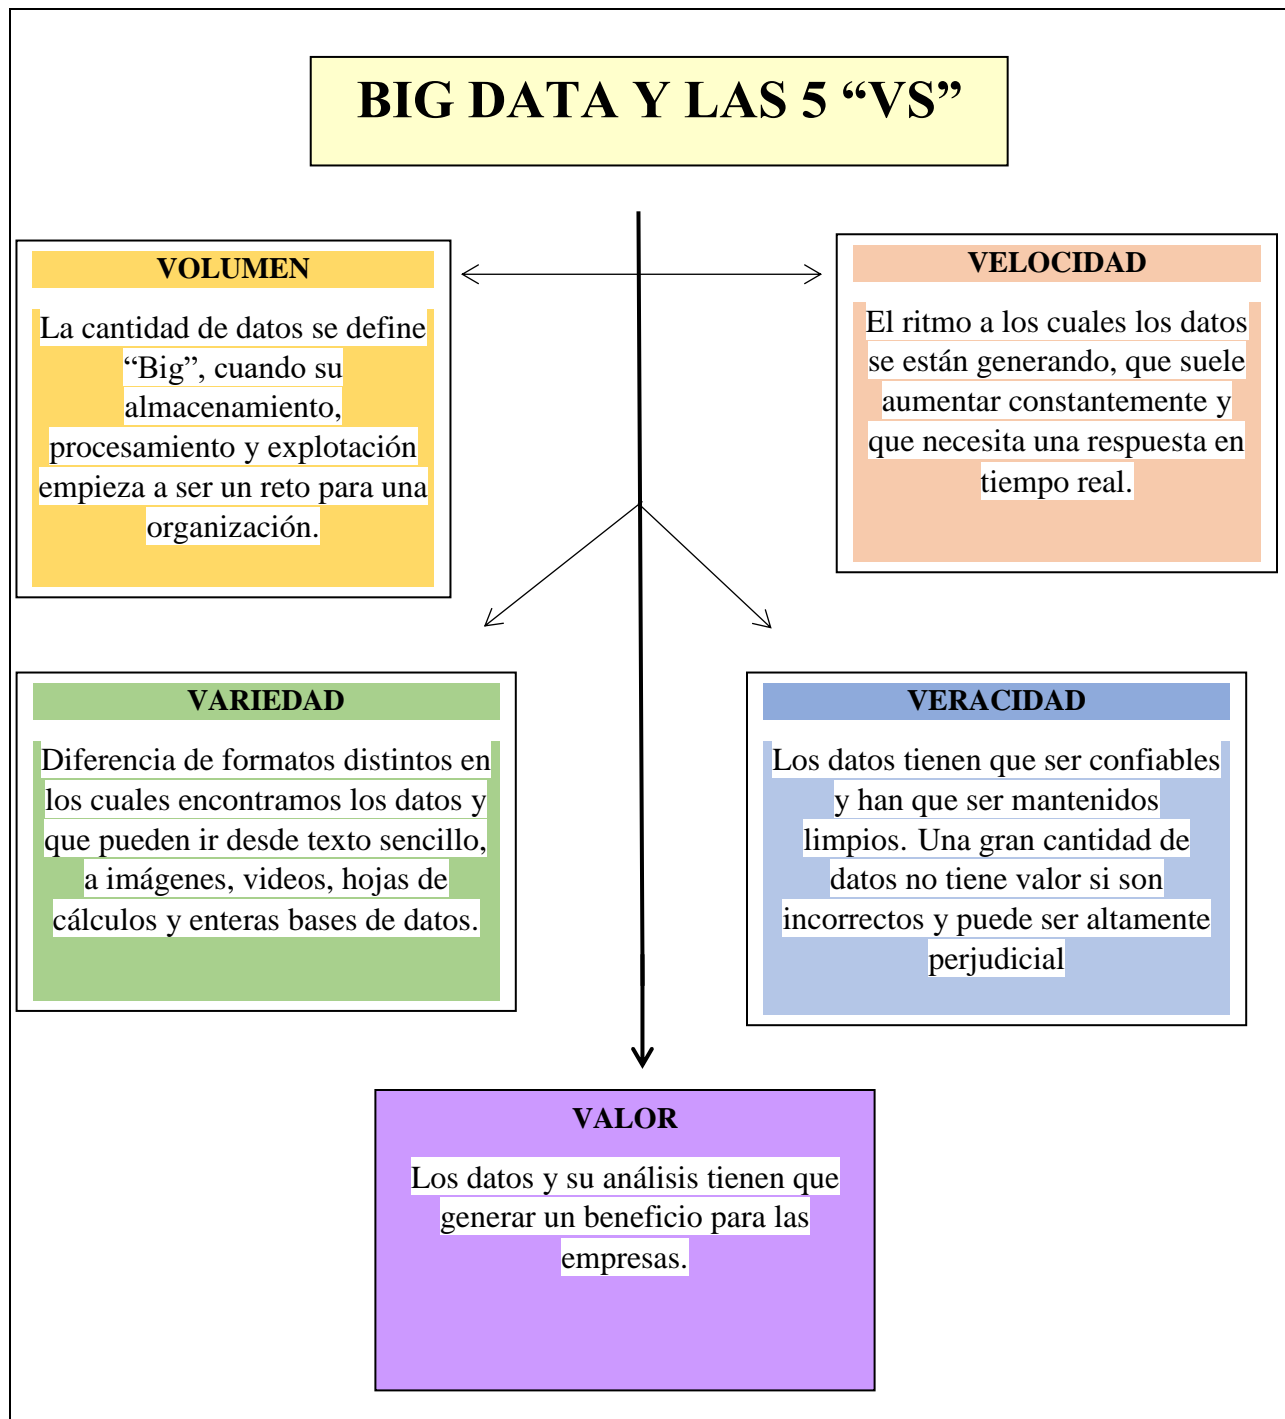 BIG DATA Y LAS 5 “VS”
VOLUMEN
La cantidad de datos se define
“Big”, cuando su
almacenamiento,
procesamiento y explotación
empieza a ser un reto para una
organización.
VELOCIDAD
El ritmo a los cuales los datos
se están generando, que suele
aumentar constantemente y
que necesita una respuesta en
tiempo real.
VARIEDAD
Diferencia de formatos distintos en
los cuales encontramos los datos y
que pueden ir desde texto sencillo,
a imágenes, videos, hojas de
cálculos y enteras bases de datos.
VERACIDAD
Los datos tienen que ser confiables
y han que ser mantenidos
limpios. Una gran cantidad de
datos no tiene valor si son
incorrectos y puede ser altamente
perjudicial
VALOR
Los datos y su análisis tienen que
generar un beneficio para las
empresas.